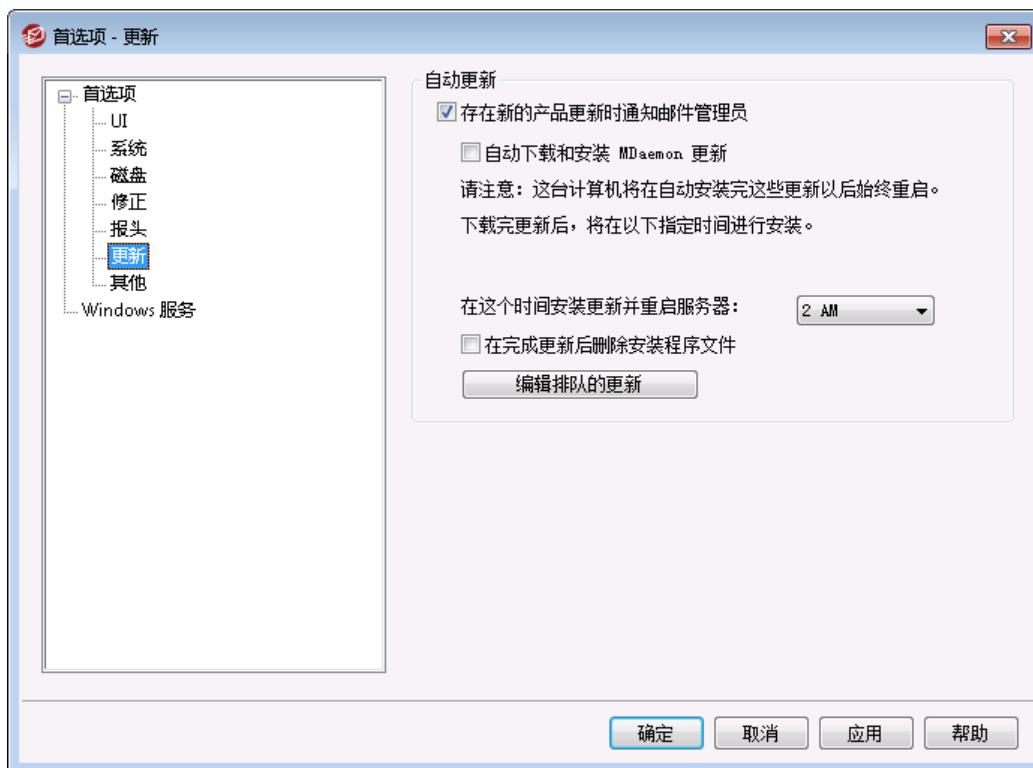 首选项 - 更新
首选项
UI
系统
磁盘
修正
报头
更新
其他
Windows 服务
自动更新
存在新的产品更新时通知邮件管理员
自动下载和安装 MDaemon 更新
请注意：这台计算机将在自动安装完这些更新以后始终重启。
下载完更新后，将在以下指定时间进行安装。
在这个时间安装更新并重启服务器：
2 AM
在完成更新后删除安装程序文件
编辑排队的更新
确定
取消
应用
帮助